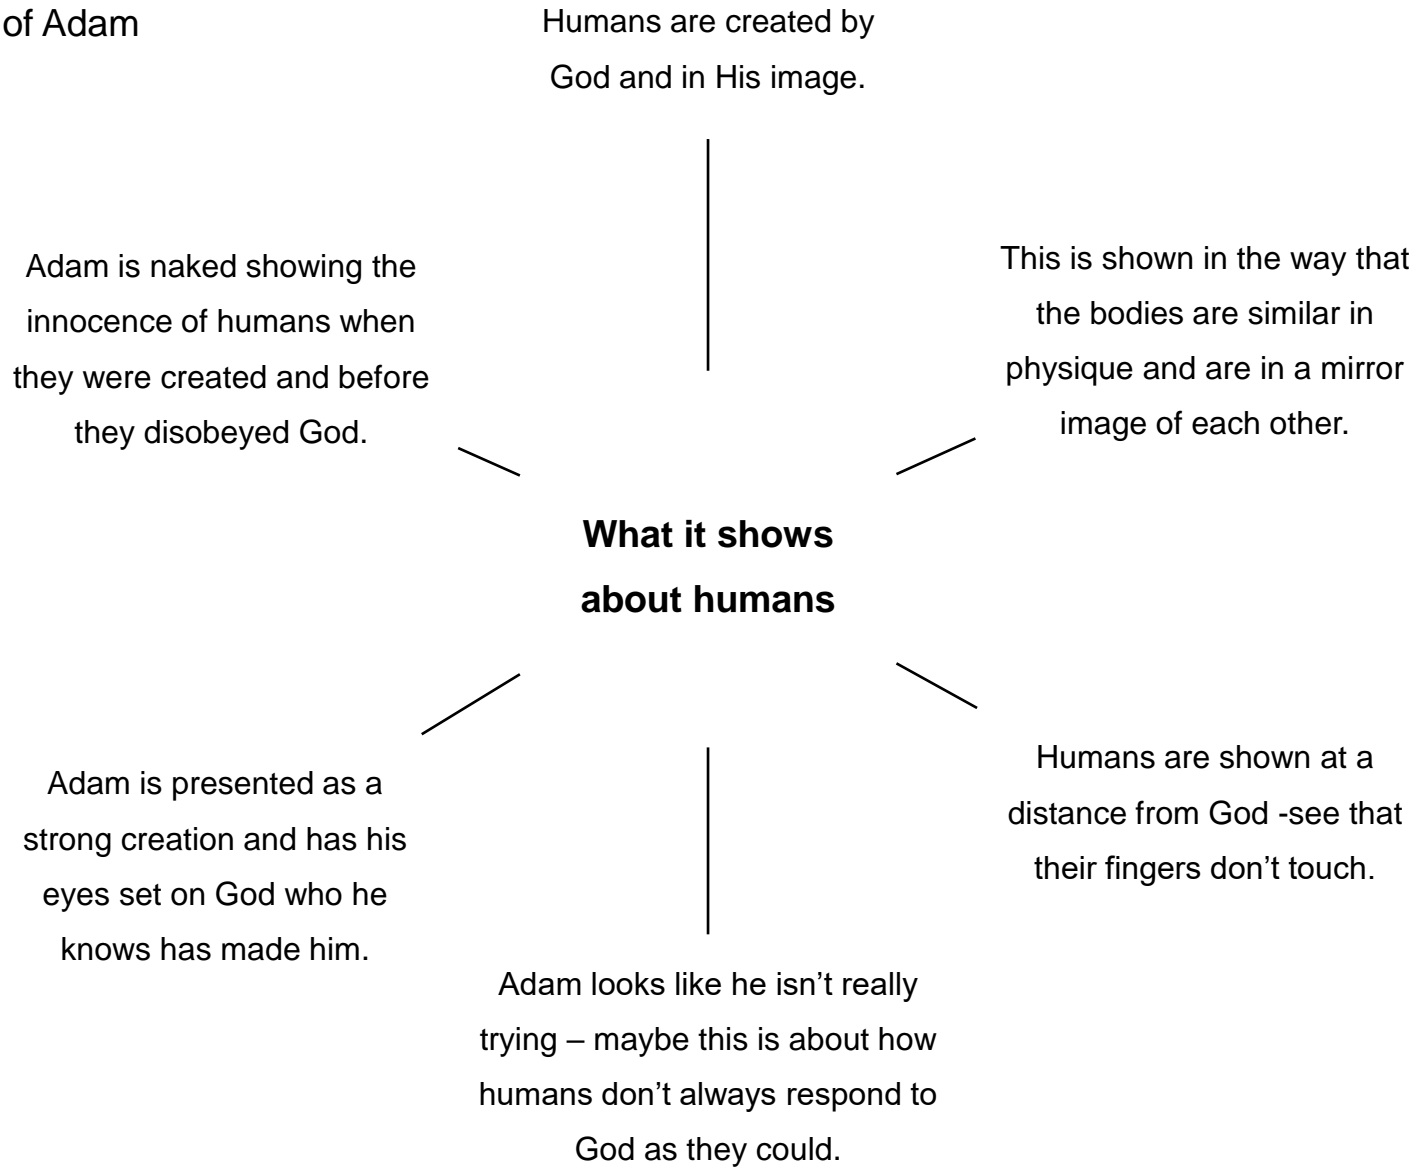 of Adam
Humans are created by
God and in His image.
Adam is naked showing the
innocence of humans when
they were created and before
they disobeyed God.
This is shown in the way that
the bodies are similar in
physique and are in a mirror
image of each other.
What it shows
about humans
Adam is presented as a
strong creation and has his
eyes set on God who he
knows has made him.
Humans are shown at a
distance from God -see that
their fingers don’t touch.
Adam looks like he isn’t really
trying – maybe this is about how
humans don’t always respond to
God as they could.